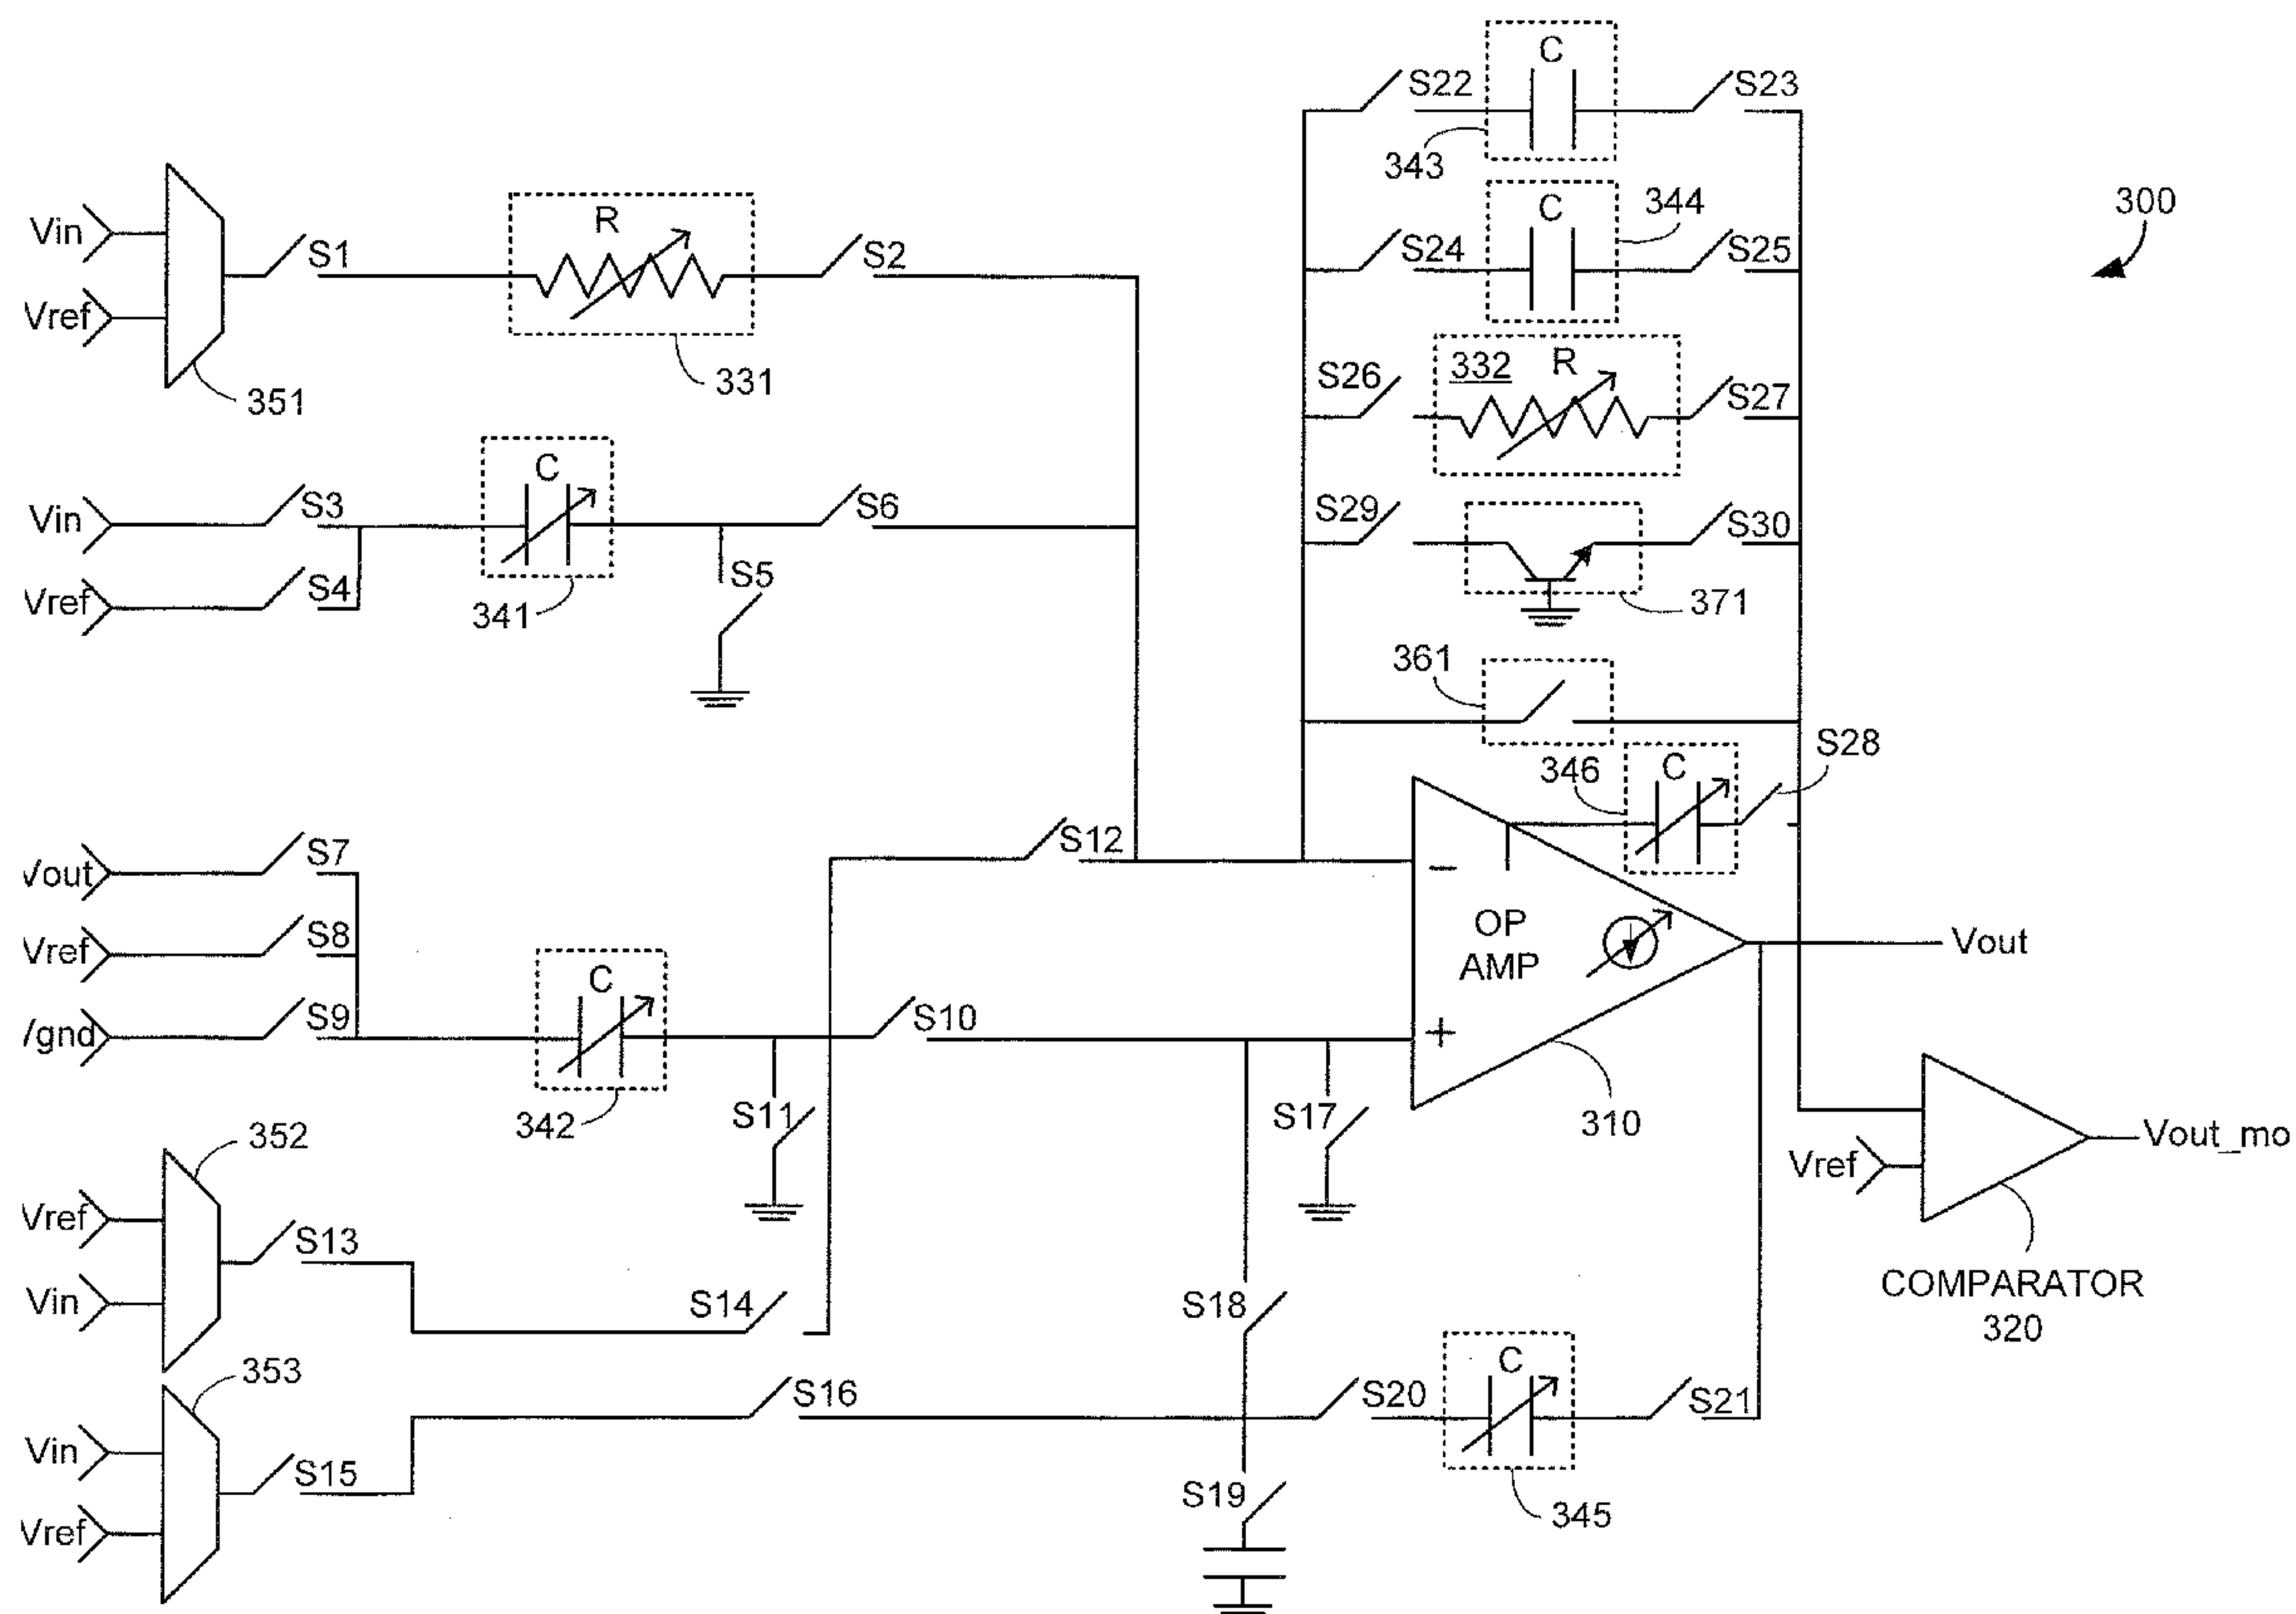 C
S22
S23
343
C
344
300
Vin
S1
R
S2
S24
S25
Vref
331
351
S26
332
R
S27
Vin
S3
C
S6
S29
S30
Vref
S4
341
S5
371
361
S28
346
C
Vout
S7
S12
−
Vref
S8
OP
AMP
Vout
C
Vgnd
S9
S10
+
342
S11
S17
310
352
Vref
Vout_mo
Vref
S13
Vin
S14
S18
COMPARATOR
320
353
C
Vin
S16
S20
S21
S15
S19
345
Vref